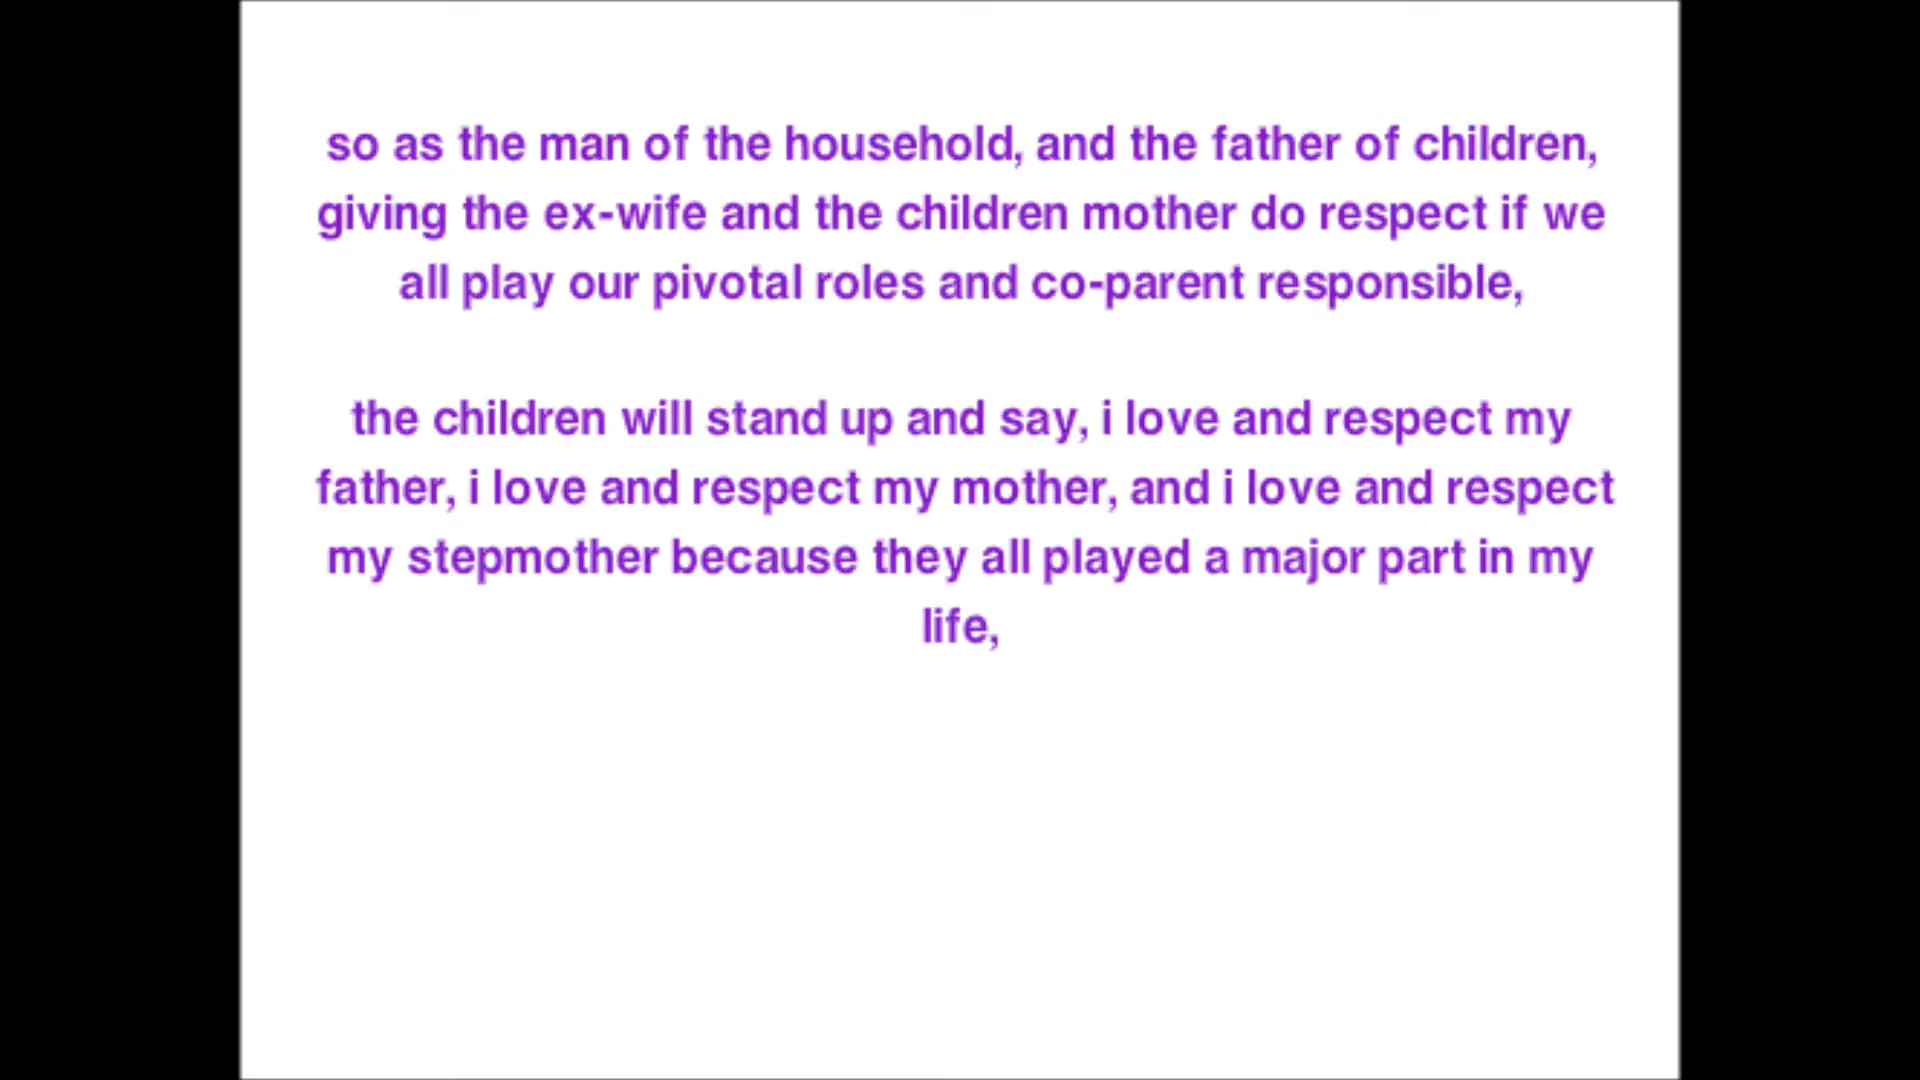 so as the man of the household, and the father of children,
giving the ex-wife and the children mother do respect if we
all play our pivotal roles and co-parent responsible,
the children will stand up and say, i love and respect my
father, i love and respect my mother, and i love and respect
my stepmother because they all played a major part in my
life,